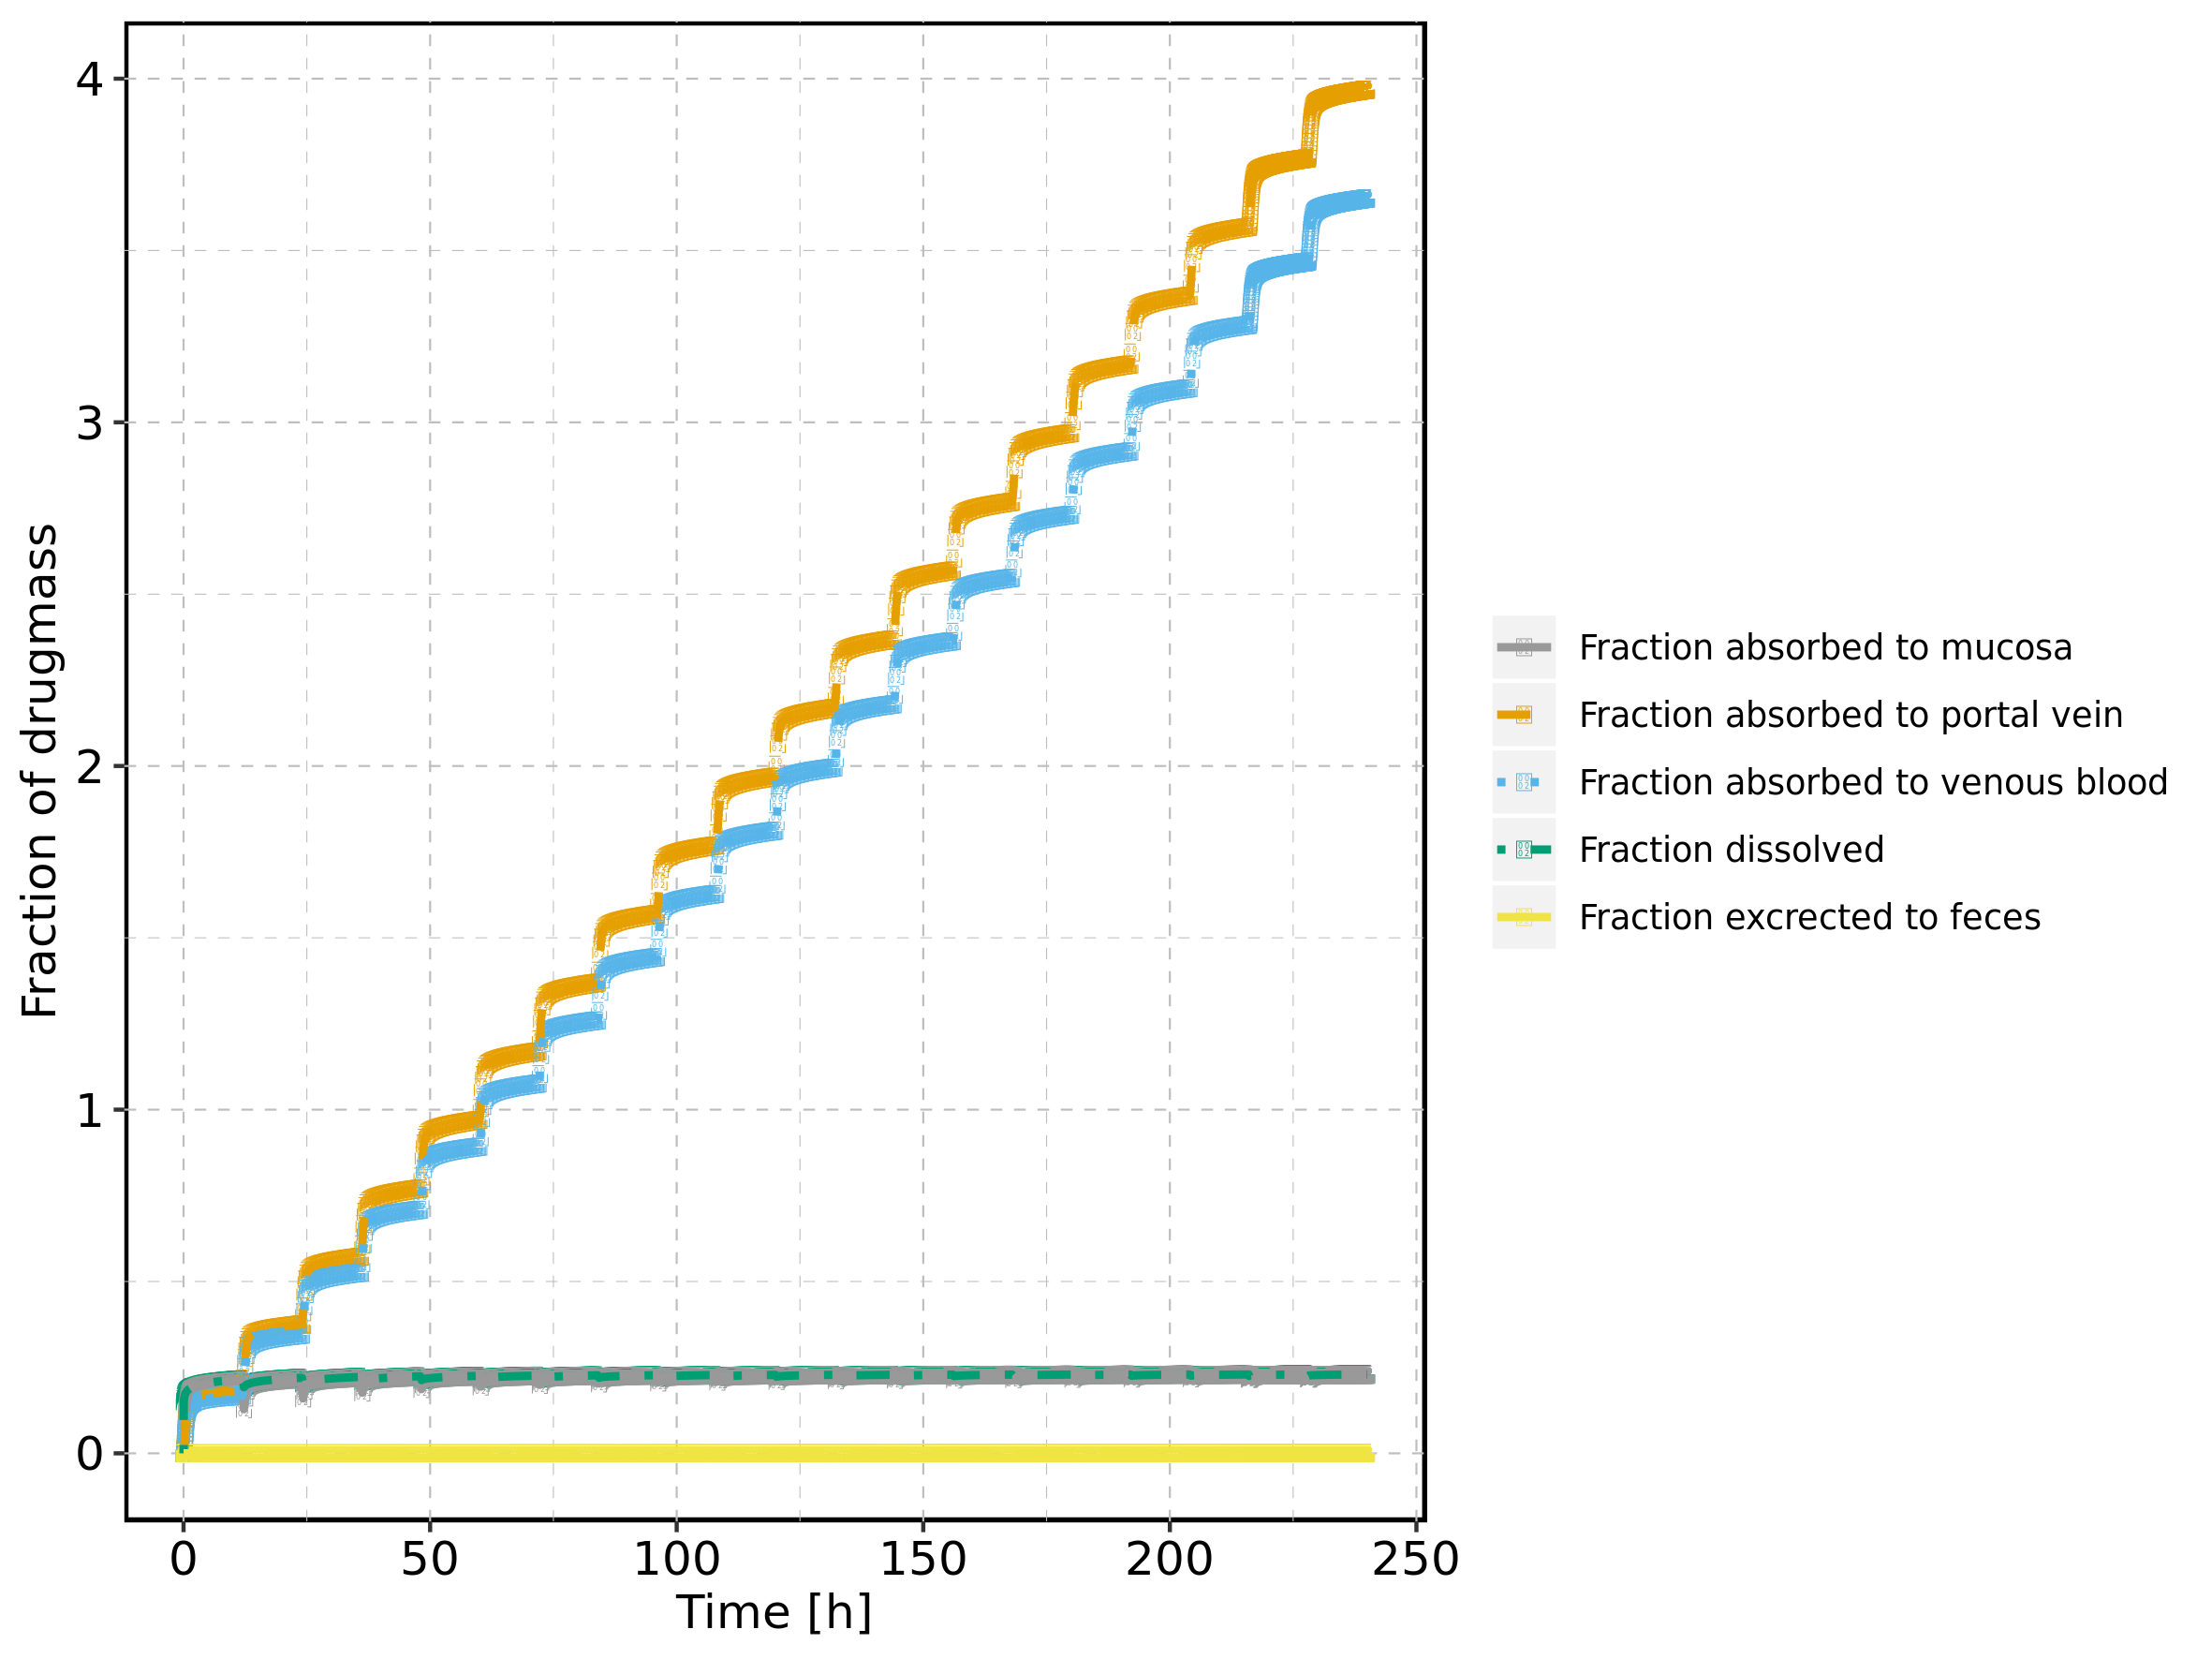 4
3
2
1
0
Fraction of drugmass
0 50 100 150 200 250
Time [h]
Fraction absorbed to mucosa
Fraction absorbed to portal vein
Fraction absorbed to venous blood
Fraction dissolved
Fraction excrected to feces